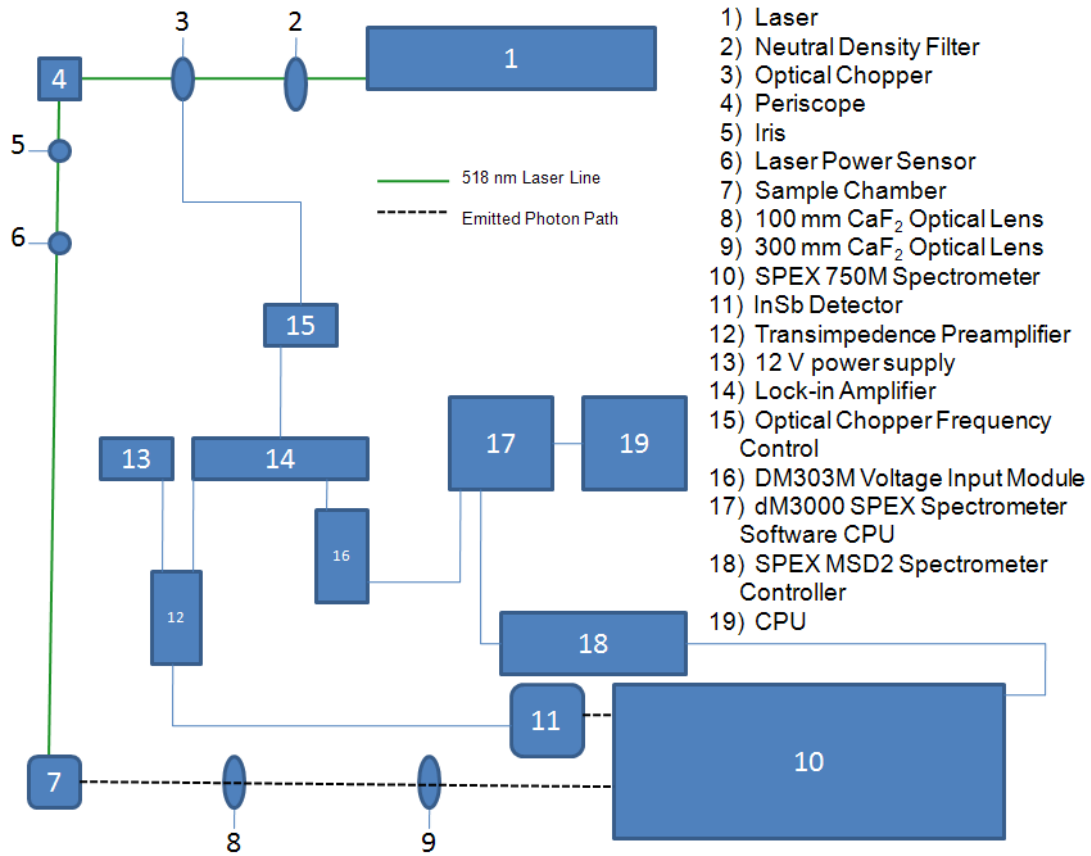 3
2
1
4
5
6
518 nm Laser Line
Emitted Photon Path
15
13
14
17
19
16
12
18
11
10
7
8
9
1) Laser
2) Neutral Density Filter
3) Optical Chopper
4) Periscope
5) Iris
6) Laser Power Sensor
7) Sample Chamber
8) 100 mm CaF₂ Optical Lens
9) 300 mm CaF₂ Optical Lens
10) SPEX 750M Spectrometer
11) InSb Detector
12) Transimpedence Preamplifier
13) 12 V power supply
14) Lock-in Amplifier
15) Optical Chopper Frequency
Control
16) DM303M Voltage Input Module
17) dM3000 SPEX Spectrometer
Software CPU
18) SPEX MSD2 Spectrometer
Controller
19) CPU